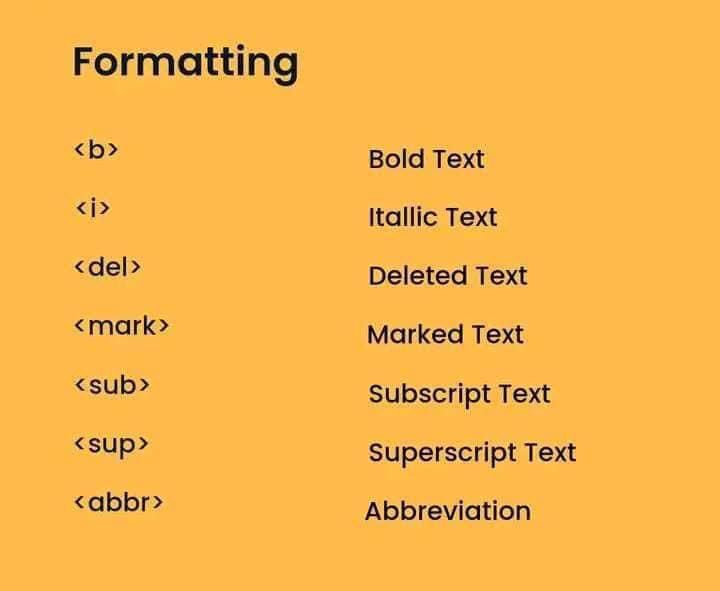 Formatting
<b> Bold Text
<i> Itallic Text
<del> Deleted Text
<mark> Marked Text
<sub> Subscript Text
<sup> Superscript Text
<abbr> Abbreviation